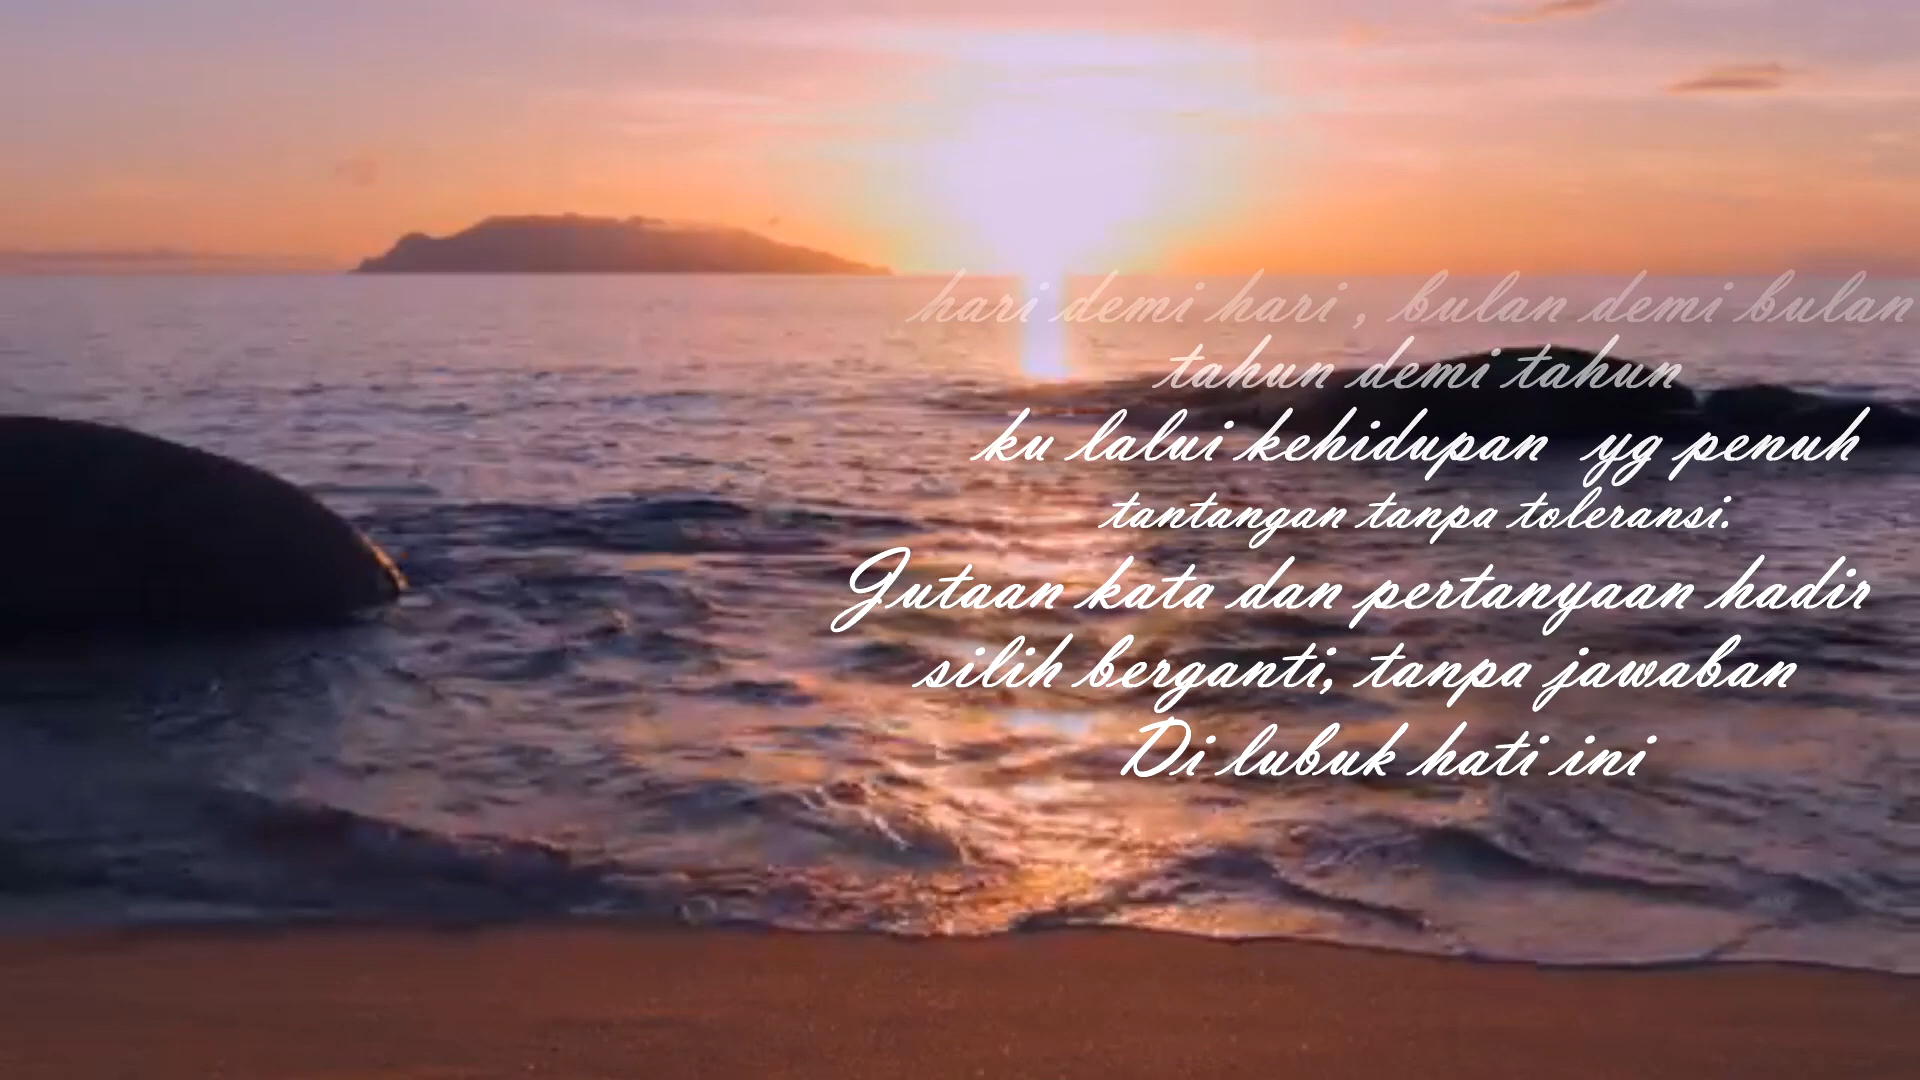 hari demi hari , bulan demi bulan
tahun demi tahun
ku lalui kehidupan yg penuh
tantangan tanpa toleransi.
Jutaan kata dan pertanyaan hadir
silih berganti, tanpa jawaban
Di lubuk hati ini